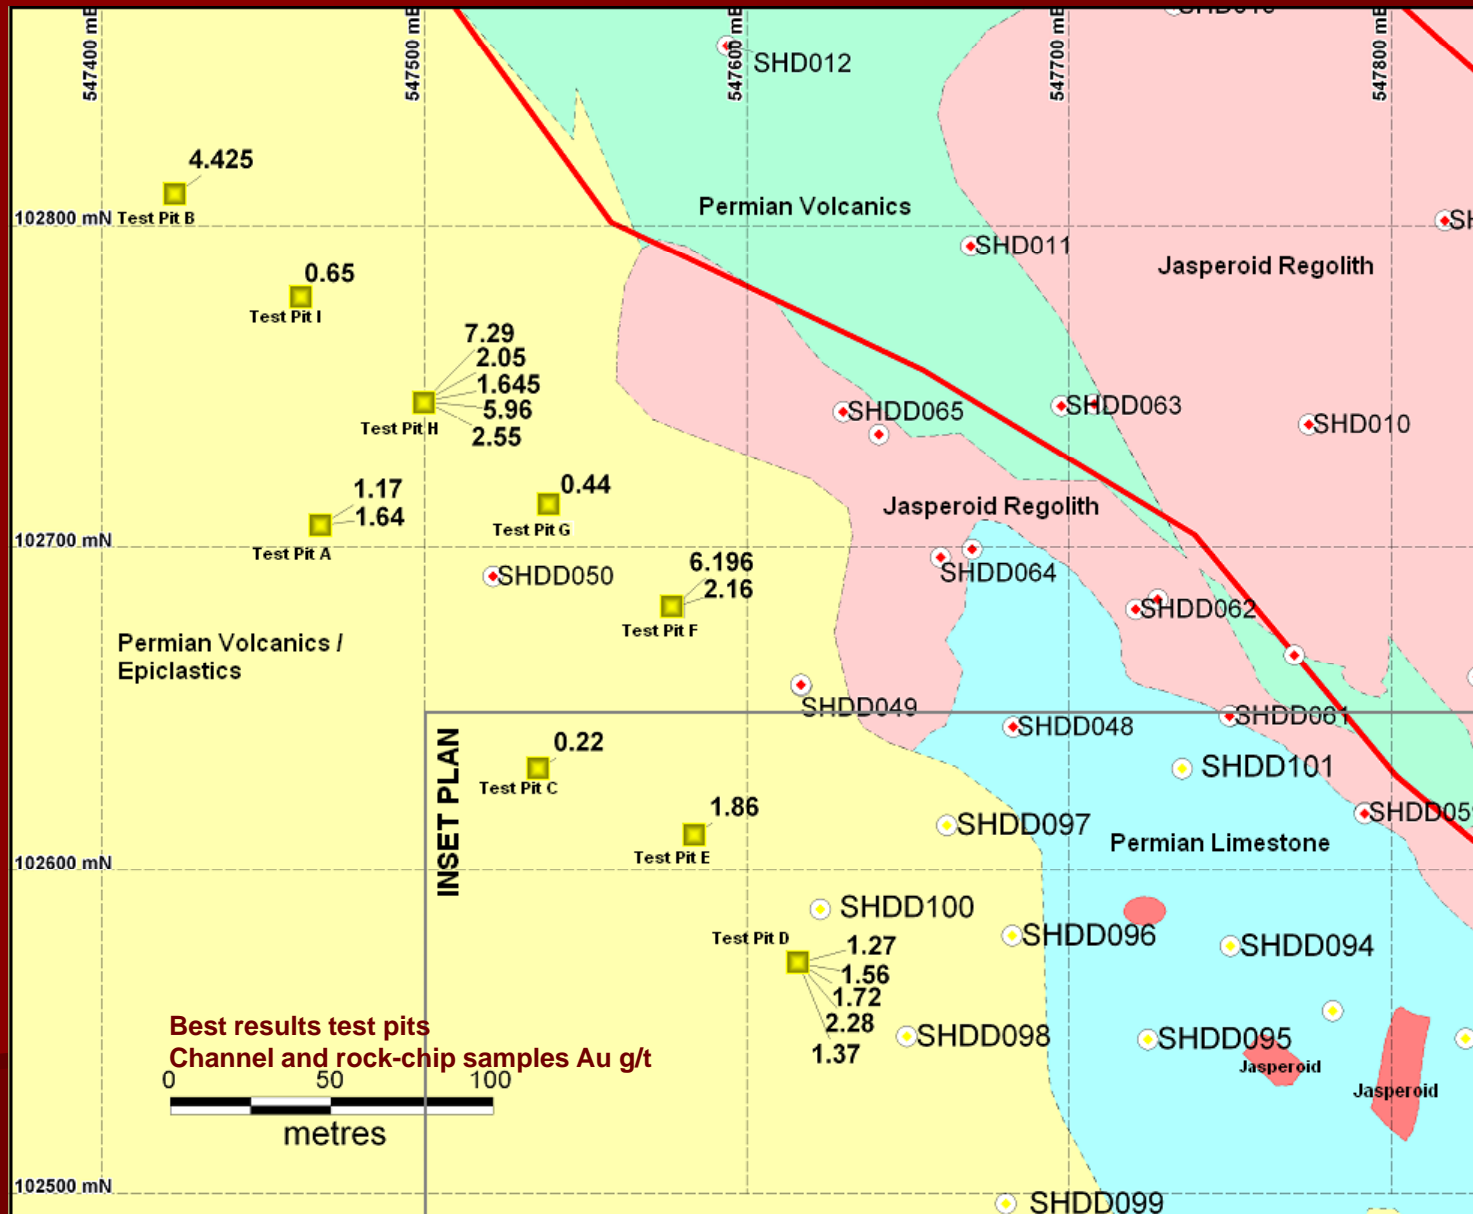 547400 mE
547500 mE
547600 mE
547700 mE
547800 mE
SHD012
4.425
Test Pit B
102800 mN
Permian Volcanics
SHD011
Jasperoid Regolith
0.65
Test Pit I
7.29
2.05
1.645
5.96
2.55
Test Pit H
SHDD065
SHDD063
SHD010
1.17
1.64
Test Pit A
0.44
Test Pit G
Jasperoid Regolith
102700 mN
SHDD050
6.196
2.16
Test Pit F
SHDD064
SHDD062
Permian Volcanics /
Epiclastics
SHDD049
SHDD048
SHDD061
INSET PLAN
0.22
Test Pit C
SHDD101
1.86
Test Pit E
SHDD097
SHDD059
Permian Limestone
102600 mN
SHDD100
SHDD096
SHDD094
Test Pit D
1.27
1.56
1.72
2.28
1.37
SHDD098
SHDD095
Jasperoid
Jasperoid
Best results test pits
Channel and rock-chip samples Au g/t
0 50 100
metres
102500 mN
SHDD099